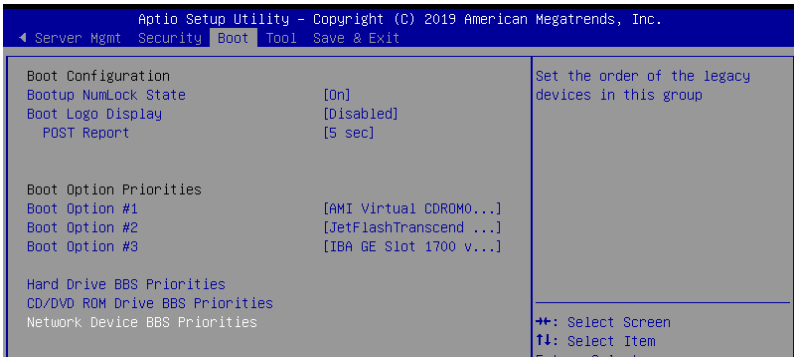 Aptio Setup Utility – Copyright (C) 2019 American Megatrends, Inc.
Server Mgmt Security Boot Tool Save & Exit
Boot Configuration
Bootup NumLock State [On]
Boot Logo Display [Disabled]
POST Report [5 sec]
Boot Option Priorities
Boot Option #1 [AMI Virtual CDROM0...]
Boot Option #2 [JetFlashTranscend ...]
Boot Option #3 [IBA GE Slot 1700 v...]
Hard Drive BBS Priorities
CD/DVD ROM Drive BBS Priorities
Network Device BBS Priorities
Set the order of the legacy
devices in this group
→←: Select Screen
↑↓: Select Item